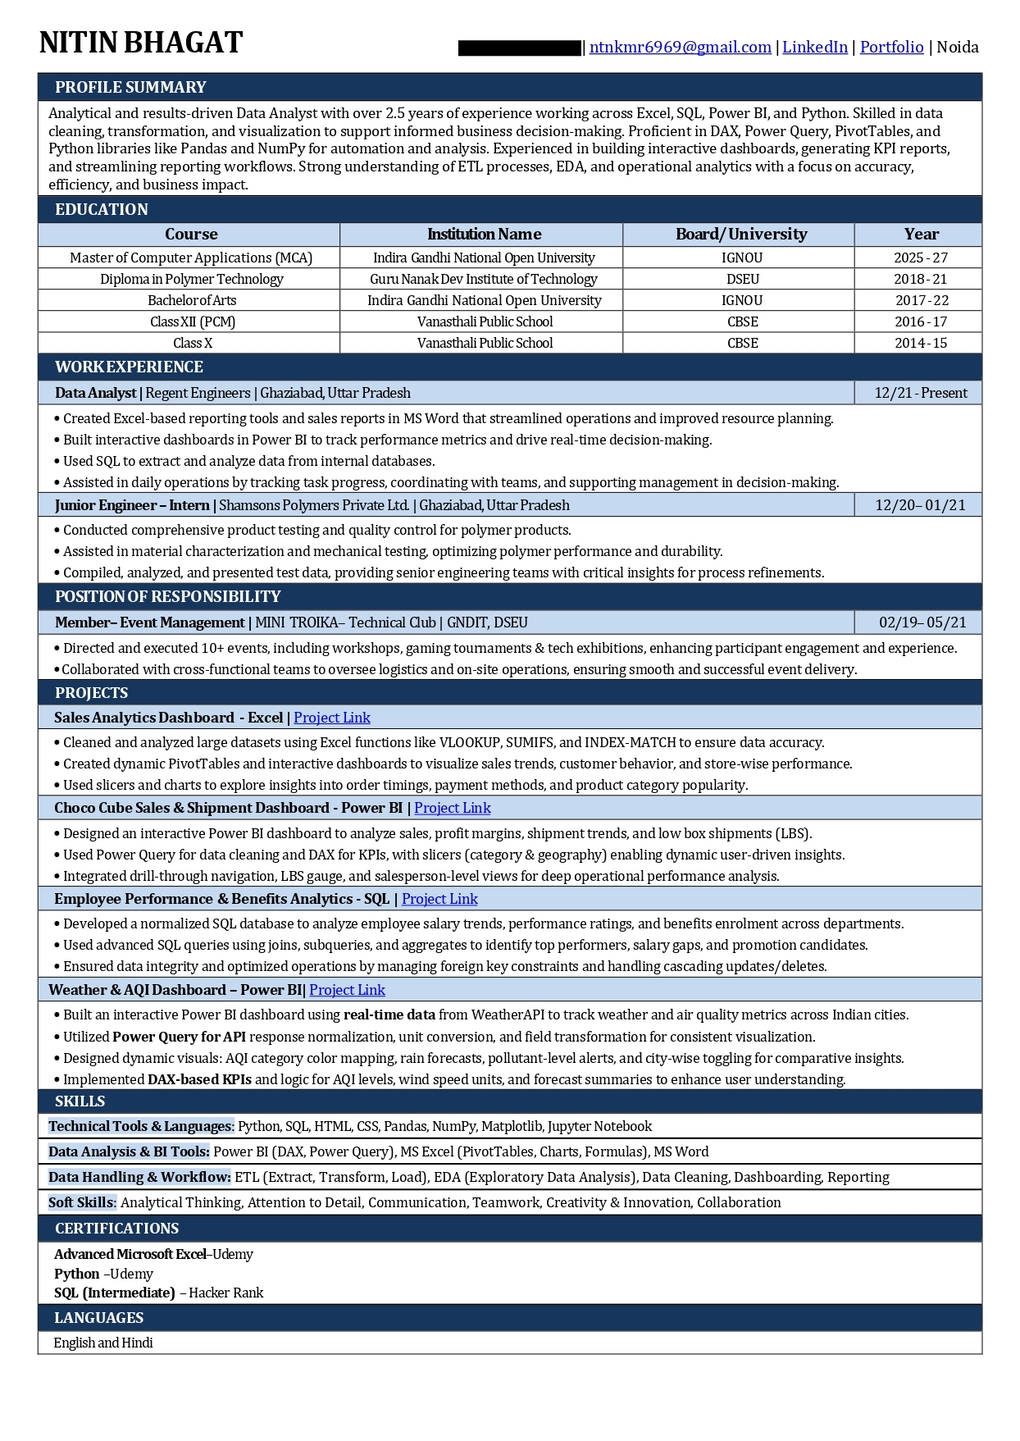 NITIN BHAGAT
| ntnkmr6969@gmail.com | LinkedIn | Portfolio | Noida
PROFILE SUMMARY
Analytical and results-driven Data Analyst with over 2.5 years of experience working across Excel, SQL, Power BI, and Python. Skilled in data
cleaning, transformation, and visualization to support informed business decision-making. Proficient in DAX, Power Query, PivotTables, and
Python libraries like Pandas and NumPy for automation and analysis. Experienced in building interactive dashboards, generating KPI reports,
and streamlining reporting workflows. Strong understanding of ETL processes, EDA, and operational analytics with a focus on accuracy,
efficiency, and business impact.
EDUCATION
Course Institution Name Board/University Year
Master of Computer Applications (MCA) Indira Gandhi National Open University IGNOU 2025 - 27
Diploma in Polymer Technology Guru Nanak Dev Institute of Technology DSEU 2018 - 21
Bachelor of Arts Indira Gandhi National Open University IGNOU 2017 - 22
Class XII (PCM) Vanasthali Public School CBSE 2016 - 17
Class X Vanasthali Public School CBSE 2014 - 15
WORK EXPERIENCE
Data Analyst | Regent Engineers | Ghaziabad, Uttar Pradesh 12/21 - Present
• Created Excel-based reporting tools and sales reports in MS Word that streamlined operations and improved resource planning.
• Built interactive dashboards in Power BI to track performance metrics and drive real-time decision-making.
• Used SQL to extract and analyze data from internal databases.
• Assisted in daily operations by tracking task progress, coordinating with teams, and supporting management in decision-making.
Junior Engineer – Intern | Shamsons Polymers Private Ltd. | Ghaziabad, Uttar Pradesh 12/20– 01/21
• Conducted comprehensive product testing and quality control for polymer products.
• Assisted in material characterization and mechanical testing, optimizing polymer performance and durability.
• Compiled, analyzed, and presented test data, providing senior engineering teams with critical insights for process refinements.
POSITION OF RESPONSIBILITY
Member– Event Management | MINI TROIKA– Technical Club | GNDIT, DSEU 02/19– 05/21
• Directed and executed 10+ events, including workshops, gaming tournaments & tech exhibitions, enhancing participant engagement and experience.
• Collaborated with cross-functional teams to oversee logistics and on-site operations, ensuring smooth and successful event delivery.
PROJECTS
Sales Analytics Dashboard - Excel | Project Link
• Cleaned and analyzed large datasets using Excel functions like VLOOKUP, SUMIFS, and INDEX-MATCH to ensure data accuracy.
• Created dynamic PivotTables and interactive dashboards to visualize sales trends, customer behavior, and store-wise performance.
• Used slicers and charts to explore insights into order timings, payment methods, and product category popularity.
Choco Cube Sales & Shipment Dashboard - Power BI | Project Link
• Designed an interactive Power BI dashboard to analyze sales, profit margins, shipment trends, and low box shipments (LBS).
• Used Power Query for data cleaning and DAX for KPIs, with slicers (category & geography) enabling dynamic user-driven insights.
• Integrated drill-through navigation, LBS gauge, and salesperson-level views for deep operational performance analysis.
Employee Performance & Benefits Analytics - SQL | Project Link
• Developed a normalized SQL database to analyze employee salary trends, performance ratings, and benefits enrolment across departments.
• Used advanced SQL queries using joins, subqueries, and aggregates to identify top performers, salary gaps, and promotion candidates.
• Ensured data integrity and optimized operations by managing foreign key constraints and handling cascading updates/deletes.
Weather & AQI Dashboard – Power BI| Project Link
• Built an interactive Power BI dashboard using real-time data from WeatherAPI to track weather and air quality metrics across Indian cities.
• Utilized Power Query for API response normalization, unit conversion, and field transformation for consistent visualization.
• Designed dynamic visuals: AQI category color mapping, rain forecasts, pollutant-level alerts, and city-wise toggling for comparative insights.
• Implemented DAX-based KPIs and logic for AQI levels, wind speed units, and forecast summaries to enhance user understanding.
SKILLS
Technical Tools & Languages: Python, SQL, HTML, CSS, Pandas, NumPy, Matplotlib, Jupyter Notebook
Data Analysis & BI Tools: Power BI (DAX, Power Query), MS Excel (PivotTables, Charts, Formulas), MS Word
Data Handling & Workflow: ETL (Extract, Transform, Load), EDA (Exploratory Data Analysis), Data Cleaning, Dashboarding, Reporting
Soft Skills: Analytical Thinking, Attention to Detail, Communication, Teamwork, Creativity & Innovation, Collaboration
CERTIFICATIONS
Advanced Microsoft Excel–Udemy
Python –Udemy
SQL (Intermediate) – Hacker Rank
LANGUAGES
English and Hindi